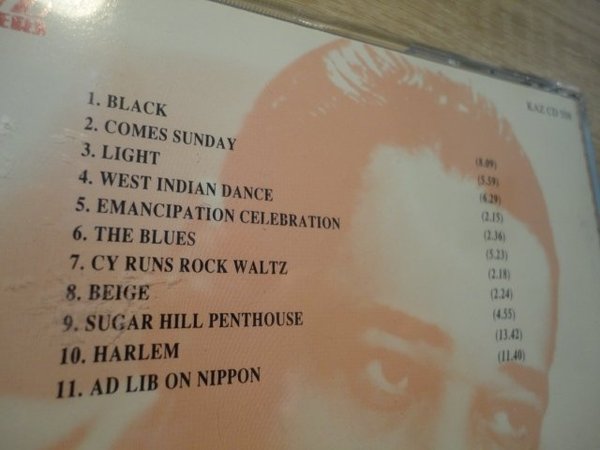 KAZ CD
1. BLACK (8.09)
2. COMES SUNDAY (5.59)
3. LIGHT (6.29)
4. WEST INDIAN DANCE (2.15)
5. EMANCIPATION CELEBRATION (2.36)
6. THE BLUES (5.23)
7. CY RUNS ROCK WALTZ (2.18)
8. BEIGE (2.24)
9. SUGAR HILL PENTHOUSE (4.55)
10. HARLEM (13.42)
11. AD LIB ON NIPPON (11.40)